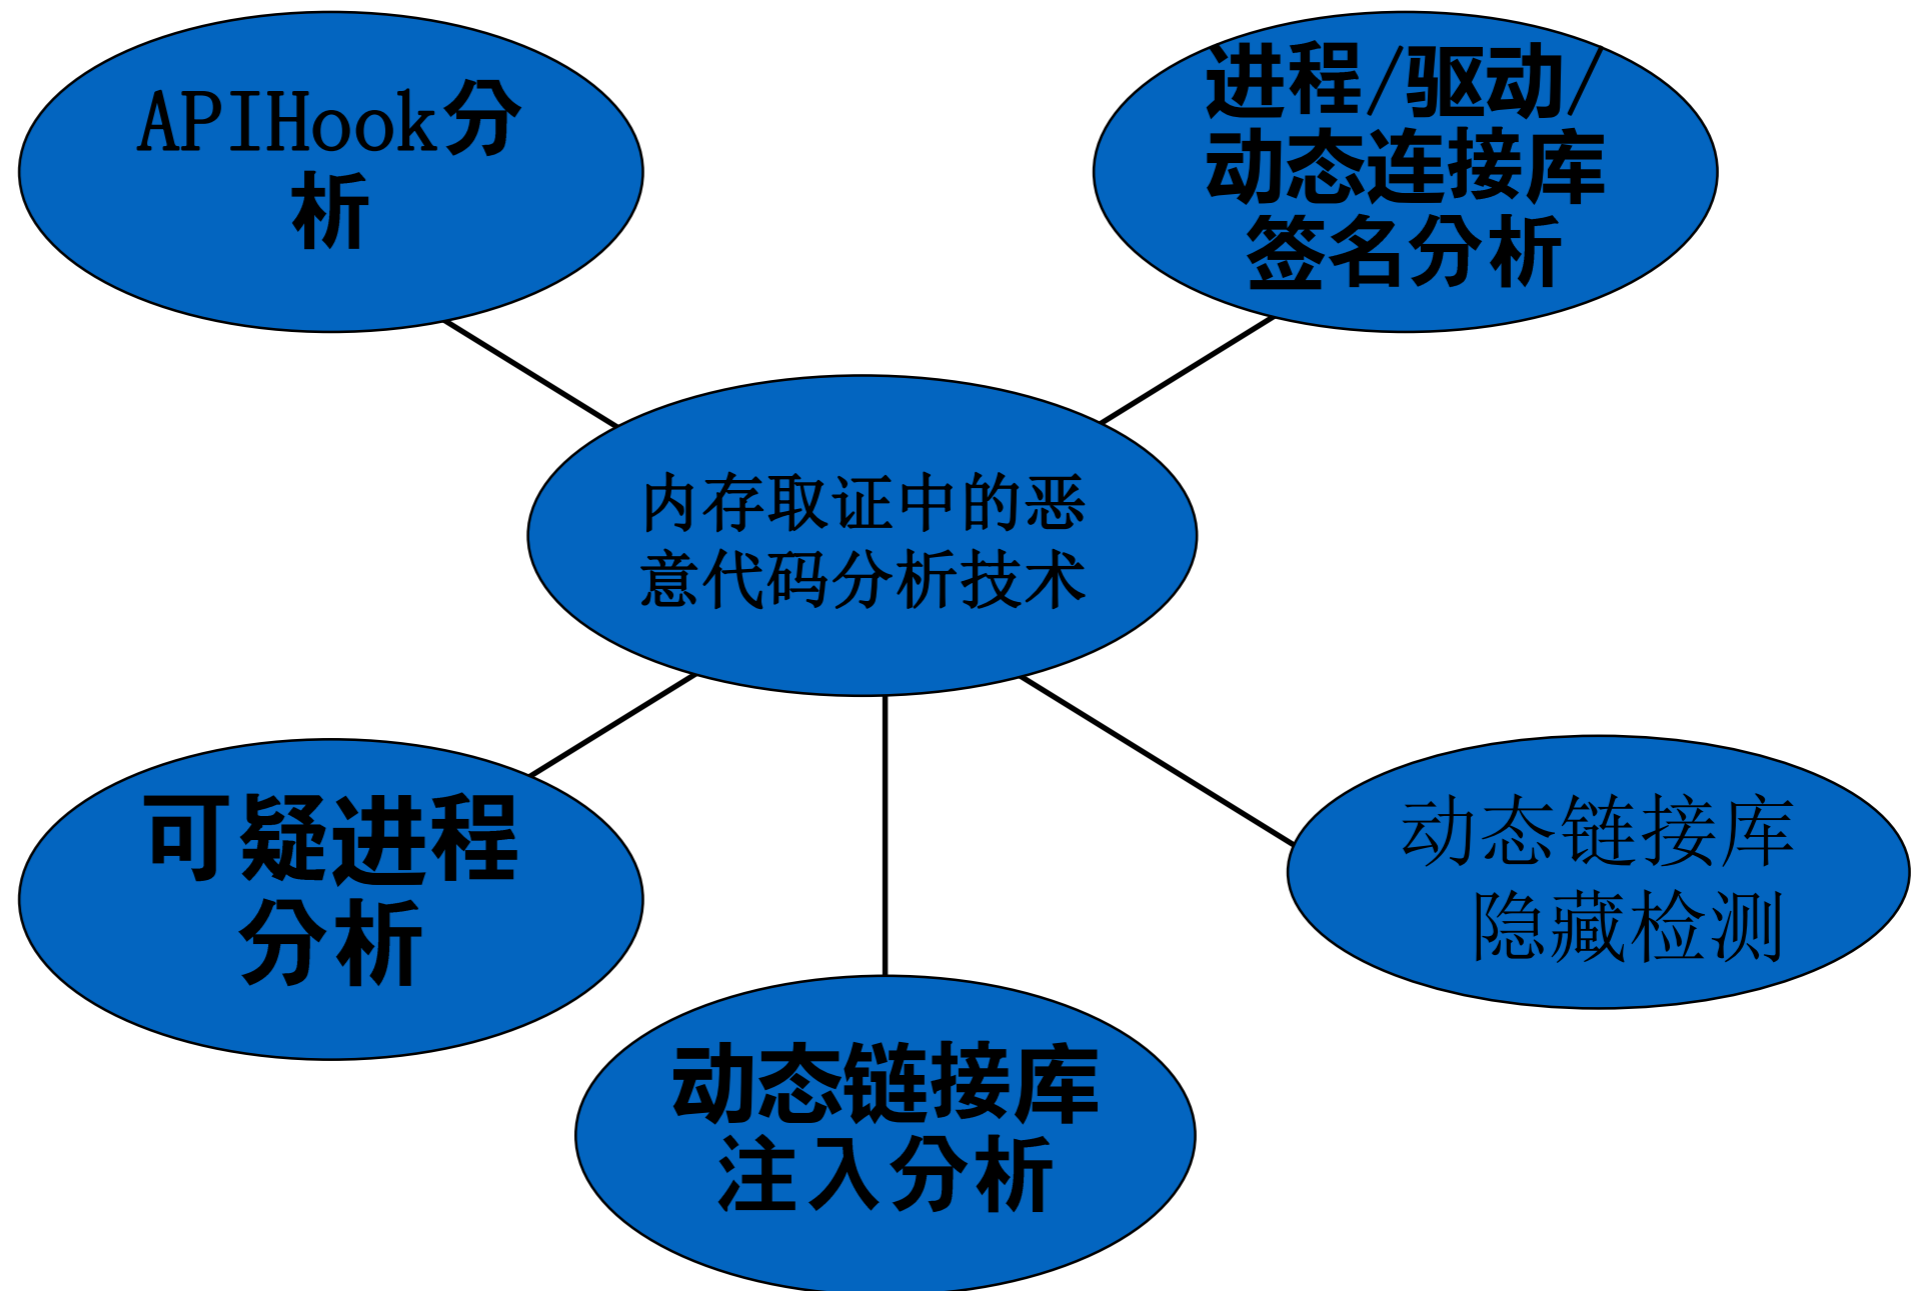 APIHook分
析
进程/驱动/
动态连接库
签名分析
内存取证中的恶
意代码分析技术
可疑进程
分析
动态链接库
注入分析
动态链接库
隐藏检测